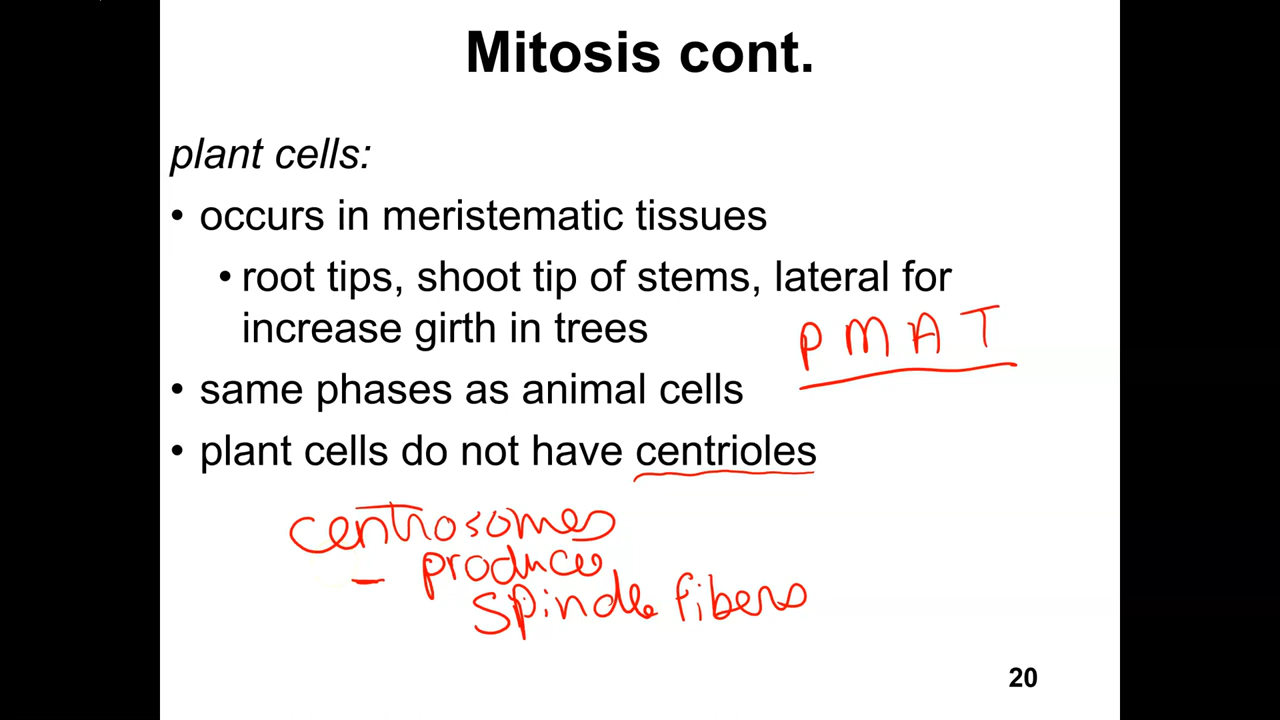 Mitosis cont.
plant cells:
• occurs in meristematic tissues
• root tips, shoot tip of stems, lateral for
increase girth in trees
P M A T
• same phases as animal cells
• plant cells do not have centrioles
centrosomes
– produce
spindle fibers
20